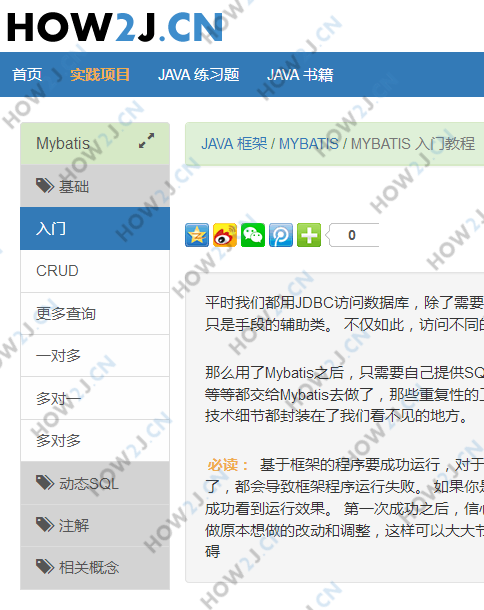 HOW2J.CN
首页 实践项目 JAVA 练习题 JAVA 书籍
Mybatis
基础
入门
CRUD
更多查询
一对多
多对一
多对多
动态SQL
注解
相关概念
JAVA 框架 / MYBATIS / MYBATIS 入门教程
0
平时我们都用JDBC访问数据库，除了需要
只是手段的辅助类。 不仅如此，访问不同的
那么用了Mybatis之后，只需要自己提供SQ
等等都交给Mybatis去做了，那些重复性的工
技术细节都封装在了我们看不见的地方。
必读： 基于框架的程序要成功运行，对于
了，都会导致框架程序运行失败。 如果你是
成功看到运行效果。 第一次成功之后，信心
做原本想做的改动和调整，这样可以大大节
碍